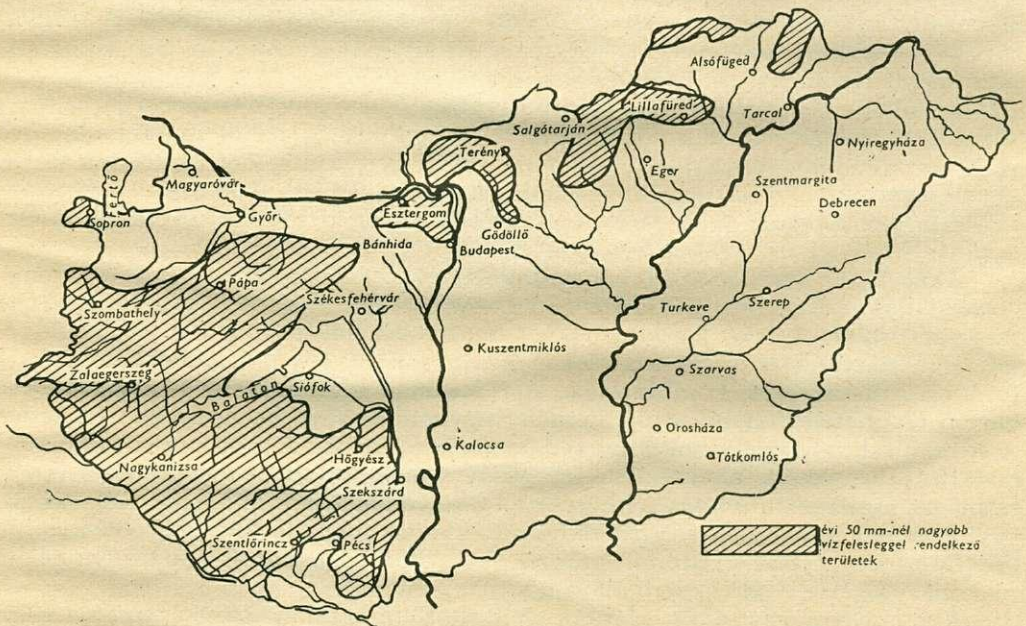 Alsófüged
Lillafüred
Tarcal
Salgótarján
Nyiregyháza
Terény
Eger
Magyaróvár
Szentmargita
Fertő
Esztergom
Debrecen
Sopron
Győr
Gödöllő
Bánhida
Budapest
Pápa
Székesfehérvár
Szerep
Szombathely
Turkeve
Kuszentmiklós
Zalaegerszeg
Szarvas
Siófok
Balaton
Orosháza
Kalocsa
Nagykanizsa
Hőgyész
Tótkomlós
Szekszárd
Szentlőrincz
Pécs
évi 50 mm-nél nagyobb
vízfelesleggel rendelkező
területek